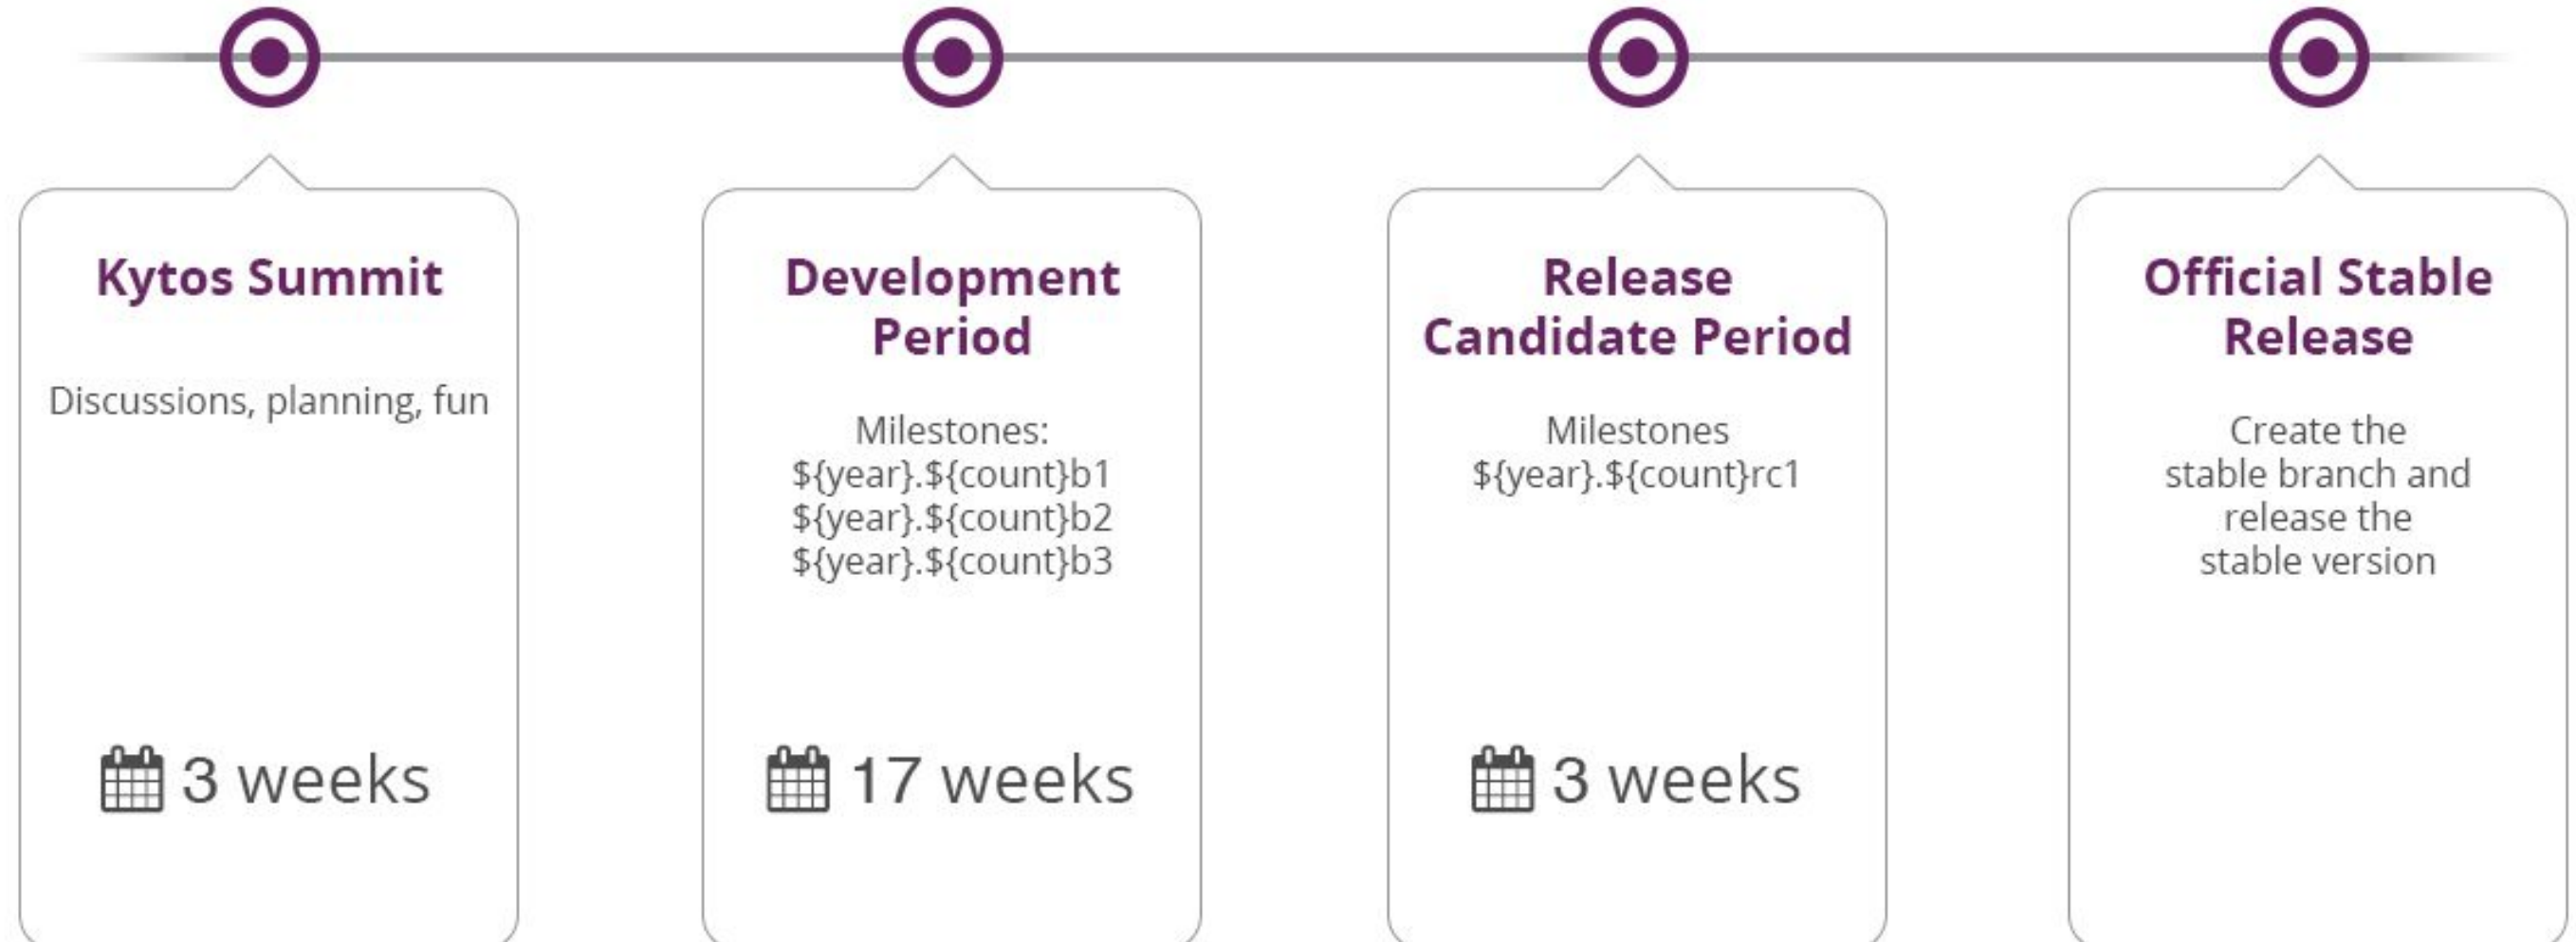 Kytos Summit
Discussions, planning, fun
3 weeks
Development
Period
Milestones:
${year}.${count}b1
${year}.${count}b2
${year}.${count}b3
17 weeks
Release
Candidate Period
Milestones
${year}.${count}rc1
3 weeks
Official Stable
Release
Create the
stable branch and
release the
stable version